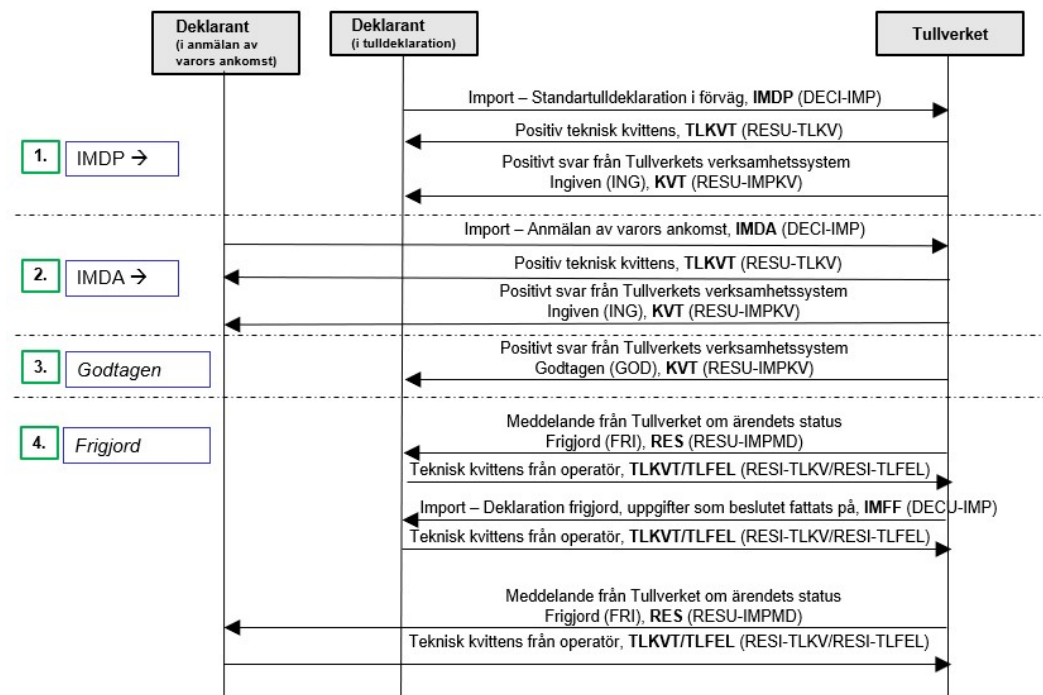 Deklarant
(i anmälan av
varors ankomst)
Deklarant
(i tulldeklaration)
Tullverket
Import – Standartulldeklaration i förväg, IMDP (DECI-IMP)
Positiv teknisk kvittens, TLKVT (RESU-TLKV)
1.
IMDP →
Positivt svar från Tullverkets verksamhetssystem
Ingiven (ING), KVT (RESU-IMPKV)
Import – Anmälan av varors ankomst, IMDA (DECI-IMP)
2.
IMDA →
Positiv teknisk kvittens, TLKVT (RESU-TLKV)
Positivt svar från Tullverkets verksamhetssystem
Ingiven (ING), KVT (RESU-IMPKV)
3.
Godtagen
Positivt svar från Tullverkets verksamhetssystem
Godtagen (GOD), KVT (RESU-IMPKV)
4.
Frigjord
Meddelande från Tullverket om ärendets status
Frigjord (FRI), RES (RESU-IMPMD)
Teknisk kvittens från operatör, TLKVT/TLFEL (RESI-TLKV/RESI-TLFEL)
Import – Deklaration frigjord, uppgifter som beslutet fattats på, IMFF (DECU-IMP)
Teknisk kvittens från operatör, TLKVT/TLFEL (RESI-TLKV/RESI-TLFEL)
Meddelande från Tullverket om ärendets status
Frigjord (FRI), RES (RESU-IMPMD)
Teknisk kvittens från operatör, TLKVT/TLFEL (RESI-TLKV/RESI-TLFEL)